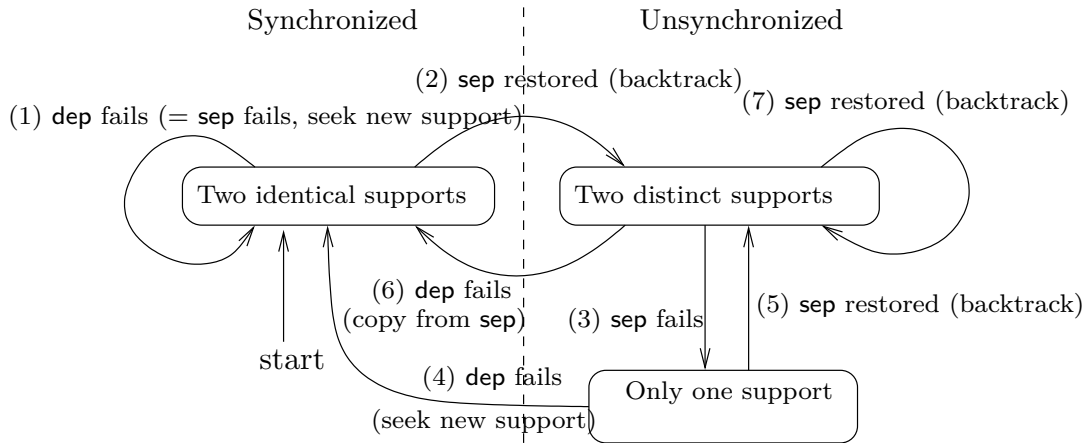 Synchronized
Unsynchronized
(2) sep restored (backtrack)
(7) sep restored (backtrack)
(1) dep fails (= sep fails, seek new support)
Two identical supports
Two distinct supports
(6) dep fails
(copy from sep)
(3) sep fails
(5) sep restored (backtrack)
start
(4) dep fails
(seek new support)
Only one support